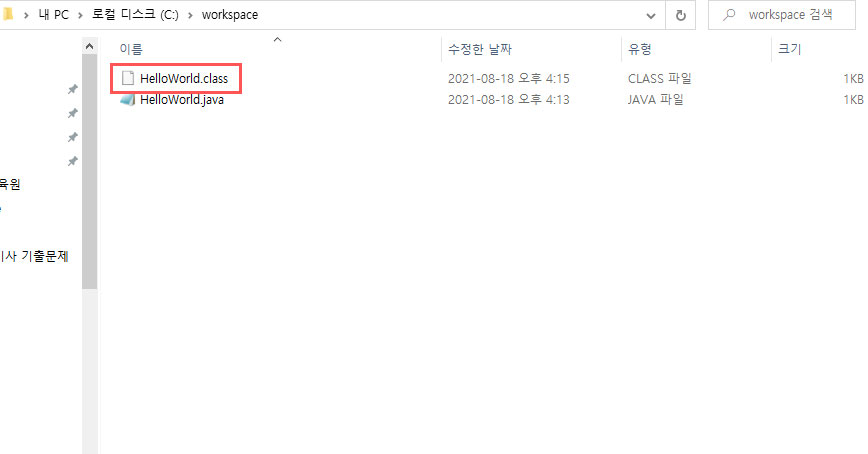 내 PC > 로컬 디스크 (C:) > workspace
workspace 검색
이름 수정한 날짜 유형 크기
HelloWorld.class 2021-08-18 오후 4:15 CLASS 파일 1KB
HelloWorld.java 2021-08-18 오후 4:13 JAVA 파일 1KB
육원
기사 기출문제